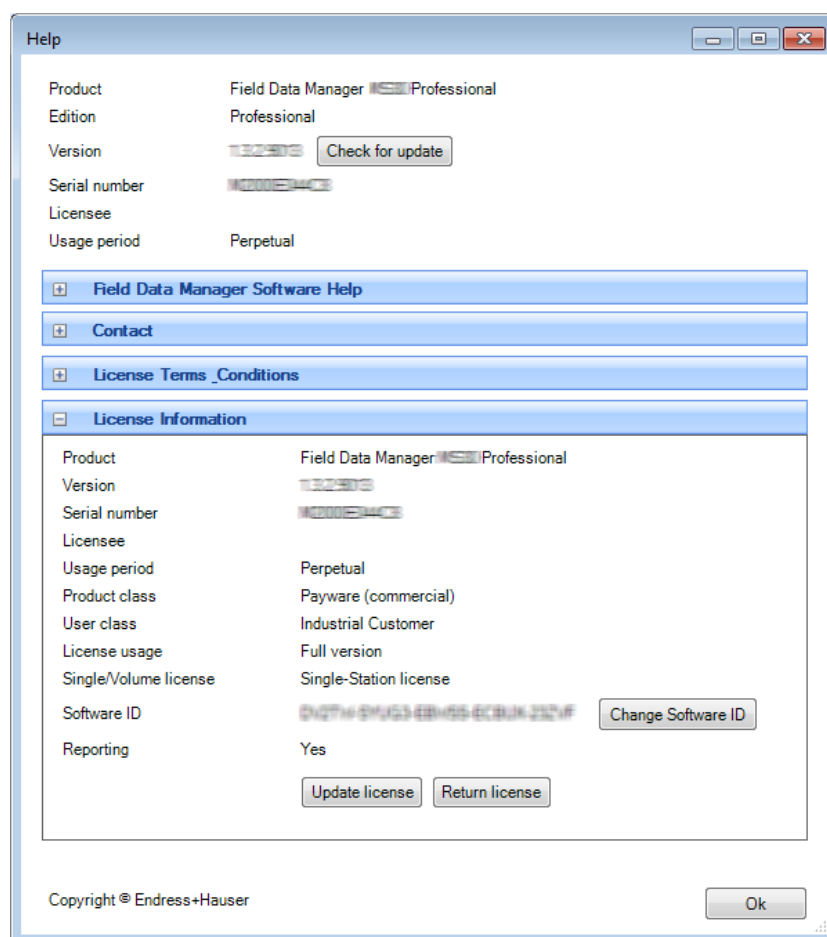 Help
Product Field Data Manager Professional
Edition Professional
Version Check for update
Serial number
Licensee
Usage period Perpetual
Field Data Manager Software Help
Contact
License Terms _Conditions
License Information
Product Field Data Manager Professional
Version
Serial number
Licensee
Usage period Perpetual
Product class Payware (commercial)
User class Industrial Customer
License usage Full version
Single/Volume license Single-Station license
Software ID Change Software ID
Reporting Yes
Update license Return license
Copyright © Endress+Hauser Ok